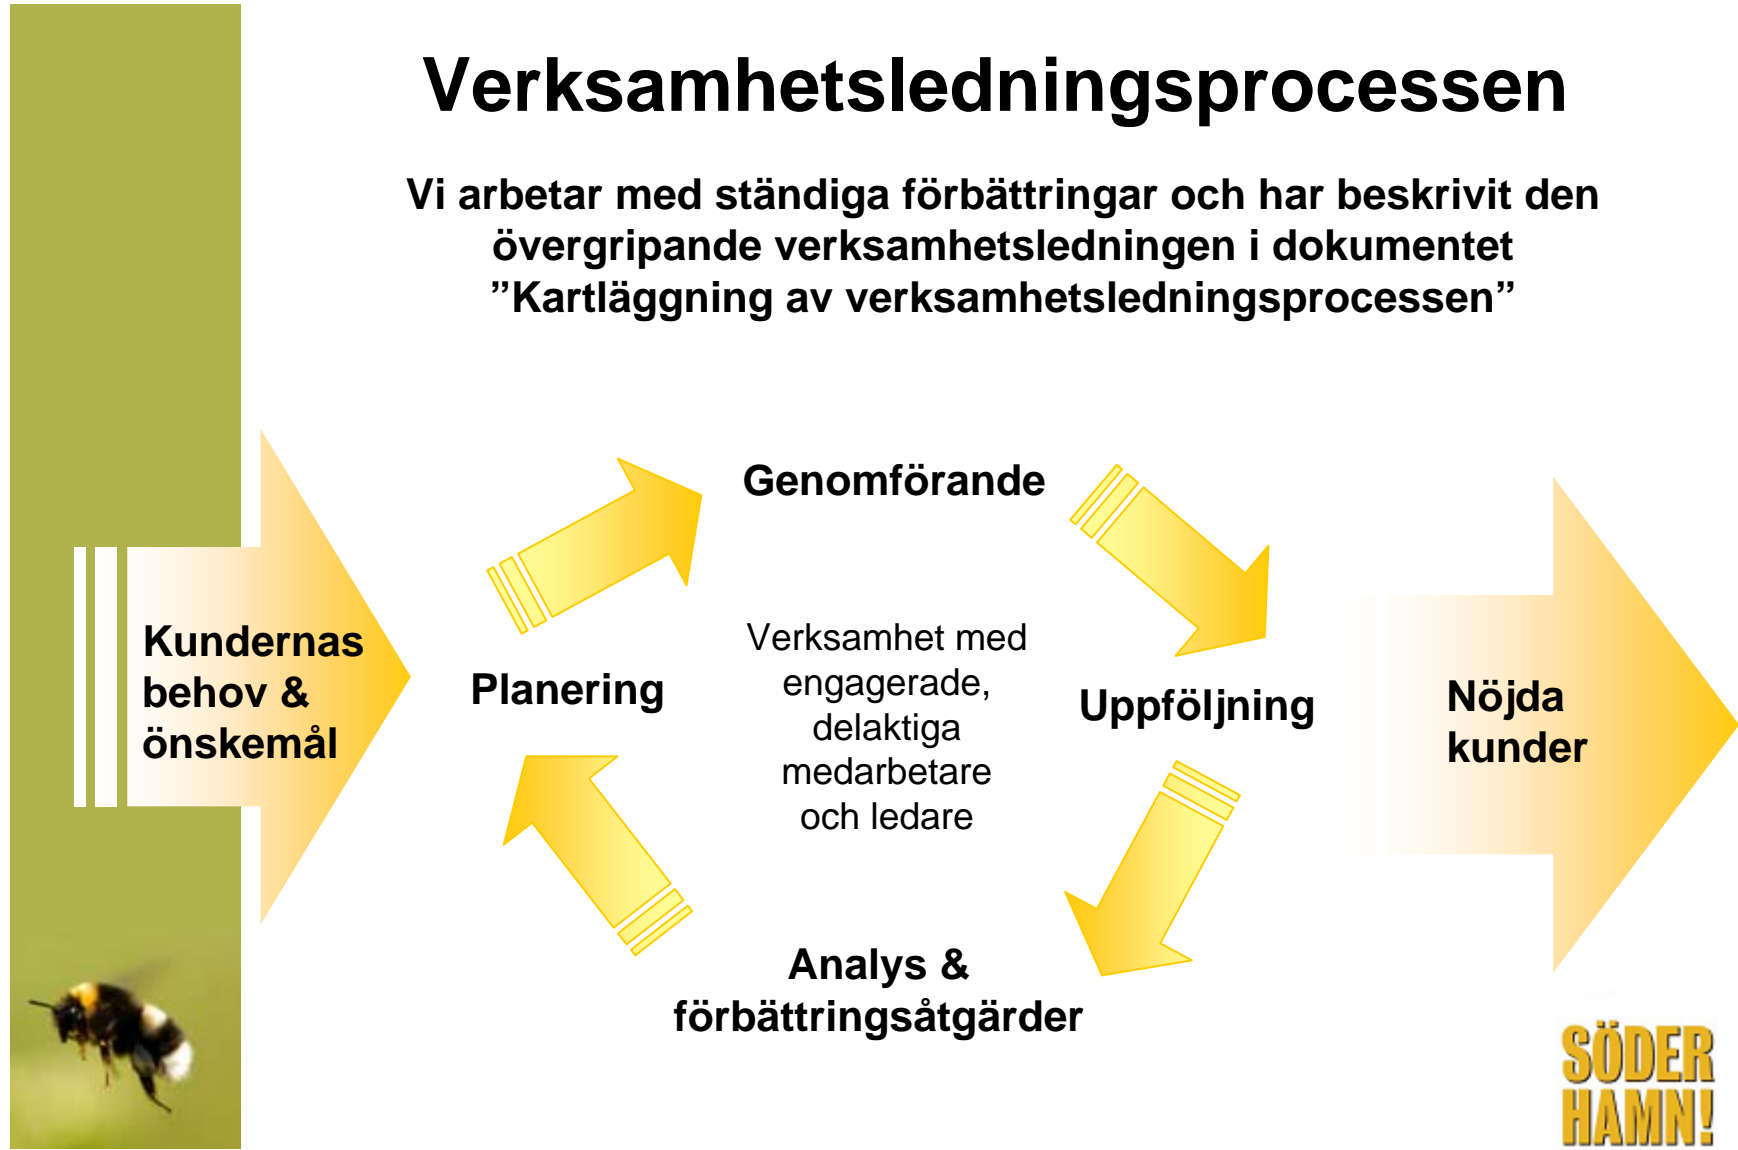 Verksamhetsledningsprocessen
Vi arbetar med ständiga förbättringar och har beskrivit den
övergripande verksamhetsledningen i dokumentet
”Kartläggning av verksamhetsledningsprocessen”
Kundernas
behov &
önskemål
Planering
Genomförande
Verksamhet med
engagerade,
delaktiga
medarbetare
och ledare
Uppföljning
Analys &
förbättringsåtgärder
Nöjda
kunder
SÖDER
HAMN!